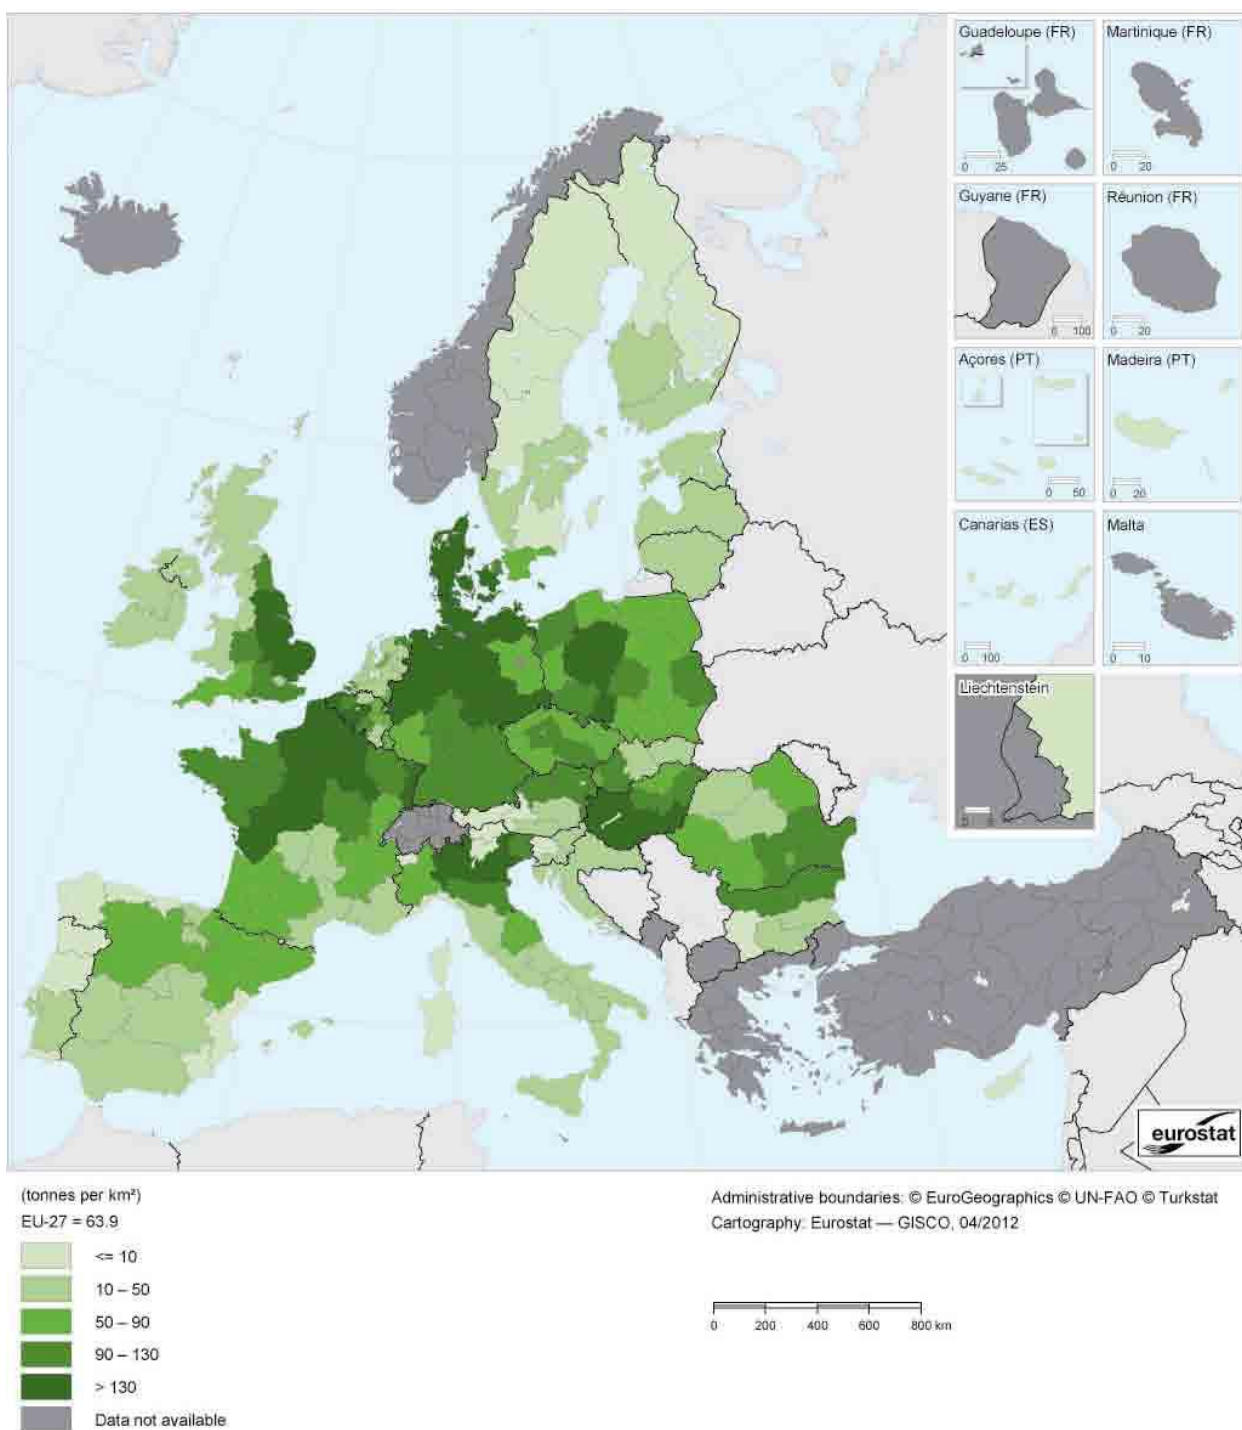 Guadeloupe (FR)
0 25
Martinique (FR)
0 20
Guyane (FR)
0 100
Réunion (FR)
0 20
Açores (PT)
0 50
Madeira (PT)
0 20
Canarias (ES)
0 100
Malta
0 10
Liechtenstein
eurostat
(tonnes per km²)
EU-27 = 63.9
<= 10
10 – 50
50 – 90
90 – 130
> 130
Data not available
Administrative boundaries: © EuroGeographics © UN-FAO © Turkstat
Cartography: Eurostat — GISCO, 04/2012
0 200 400 600 800 km